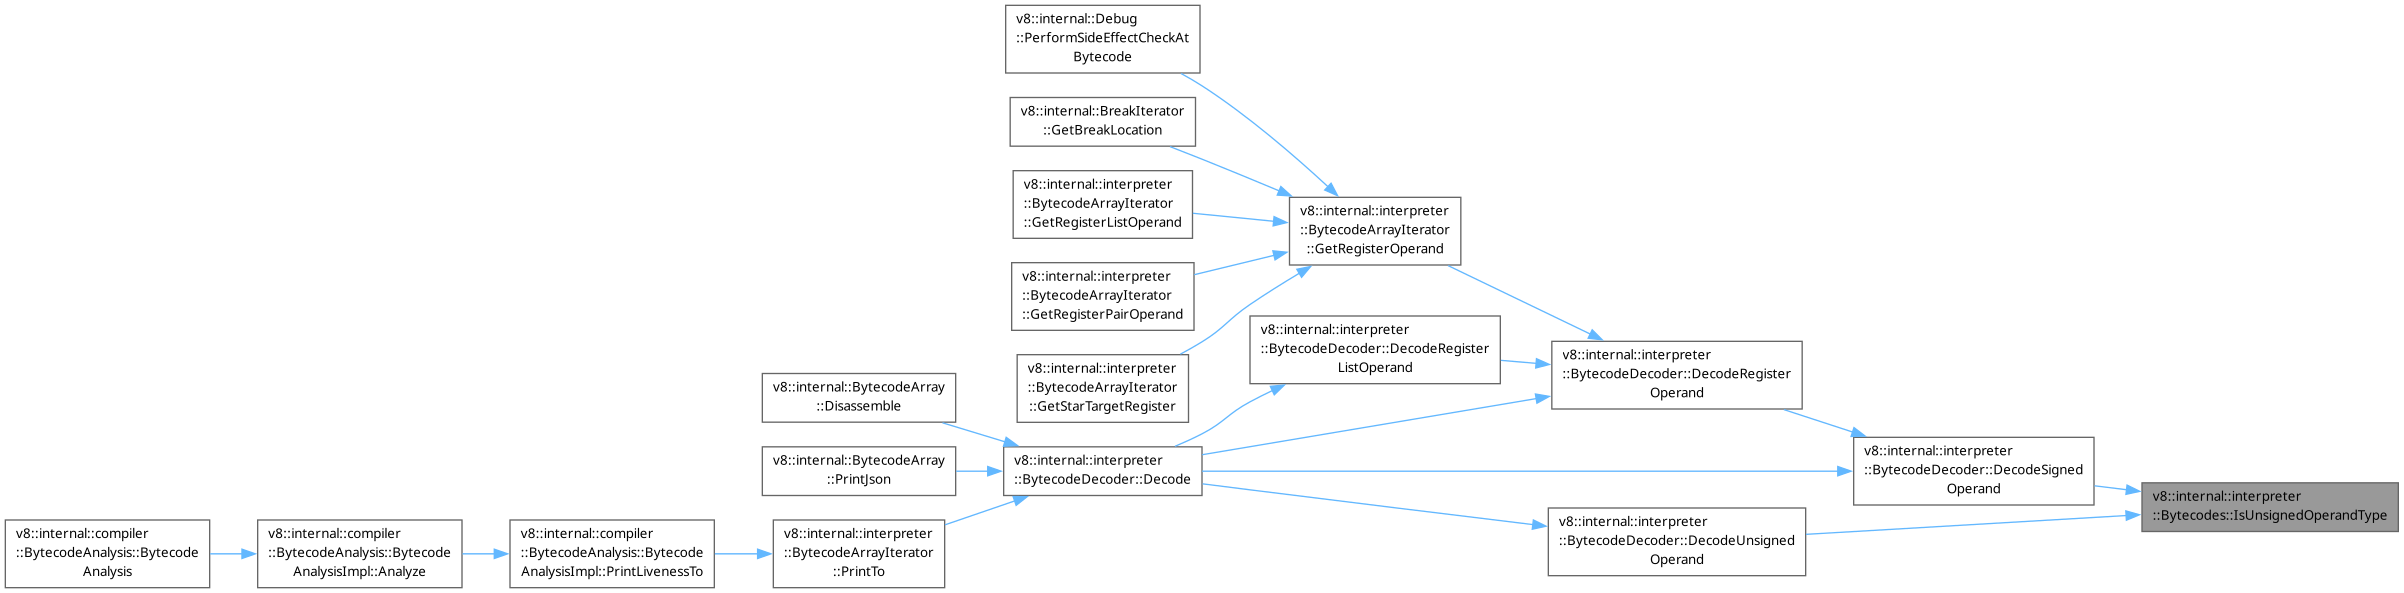 v8::internal::Debug
::PerformSideEffectCheckAt
Bytecode
v8::internal::BreakIterator
::GetBreakLocation
v8::internal::interpreter
::BytecodeArrayIterator
::GetRegisterListOperand
v8::internal::interpreter
::BytecodeArrayIterator
::GetRegisterOperand
v8::internal::interpreter
::BytecodeArrayIterator
::GetRegisterPairOperand
v8::internal::interpreter
::BytecodeDecoder::DecodeRegister
ListOperand
v8::internal::interpreter
::BytecodeDecoder::DecodeRegister
Operand
v8::internal::interpreter
::BytecodeArrayIterator
::GetStarTargetRegister
v8::internal::BytecodeArray
::Disassemble
v8::internal::BytecodeArray
::PrintJson
v8::internal::interpreter
::BytecodeDecoder::Decode
v8::internal::interpreter
::BytecodeDecoder::DecodeSigned
Operand
v8::internal::interpreter
::Bytecodes::IsUnsignedOperandType
v8::internal::compiler
::BytecodeAnalysis::Bytecode
Analysis
v8::internal::compiler
::BytecodeAnalysis::Bytecode
AnalysisImpl::Analyze
v8::internal::compiler
::BytecodeAnalysis::Bytecode
AnalysisImpl::PrintLivenessTo
v8::internal::interpreter
::BytecodeArrayIterator
::PrintTo
v8::internal::interpreter
::BytecodeDecoder::DecodeUnsigned
Operand